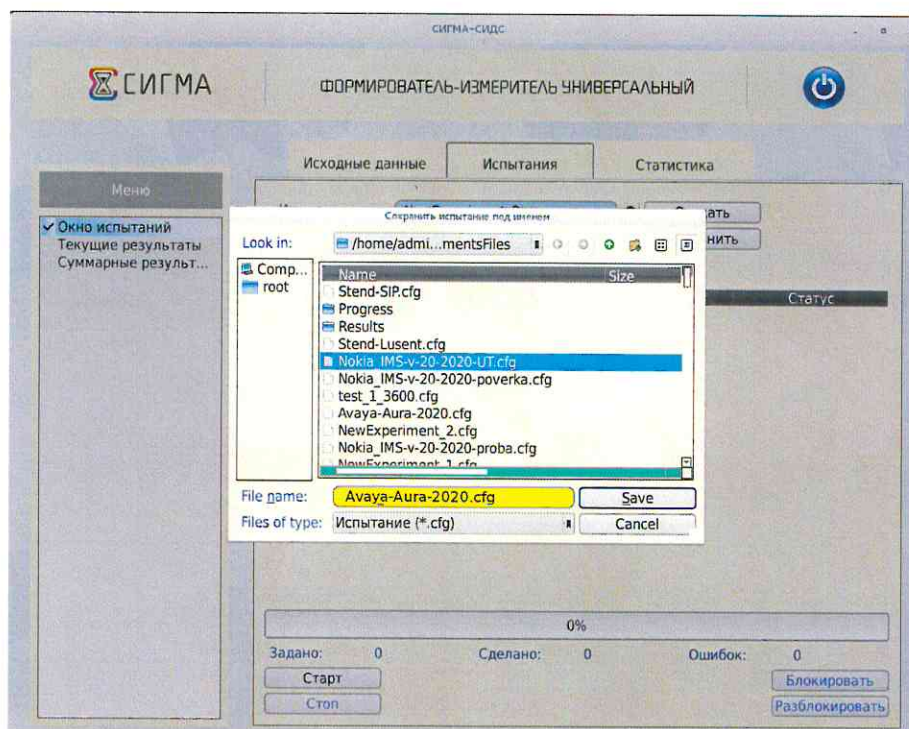 СИГМА-СИДС
СИГМА
ФОРМИРОВАТЕЛЬ-ИЗМЕРИТЕЛЬ УНИВЕРСАЛЬНЫЙ
Исходные данные
Испытания
Статистика
Меню
Окно испытаний
Текущие результаты
Суммарные результ...
Сохранить испытание под именем
Look in:
/home/admi...mentsFiles
Comp...
root
Name Size
Stend-SIP.cfg
Progress
Results
Stend-Lusent.cfg
Nokia_IMS-v-20-2020-UT.cfg
Nokia_IMS-v-20-2020-poverka.cfg
test_1_3600.cfg
Avaya-Aura-2020.cfg
NewExperiment_2.cfg
Nokia_IMS-v-20-2020-proba.cfg
NewExperiment_1.cfg
File name: Avaya-Aura-2020.cfg Save
Files of type: Испытание (*.cfg) Cancel
Статус
0%
Задано: 0 Сделано: 0 Ошибок: 0
Старт Блокировать
Стоп Разблокировать